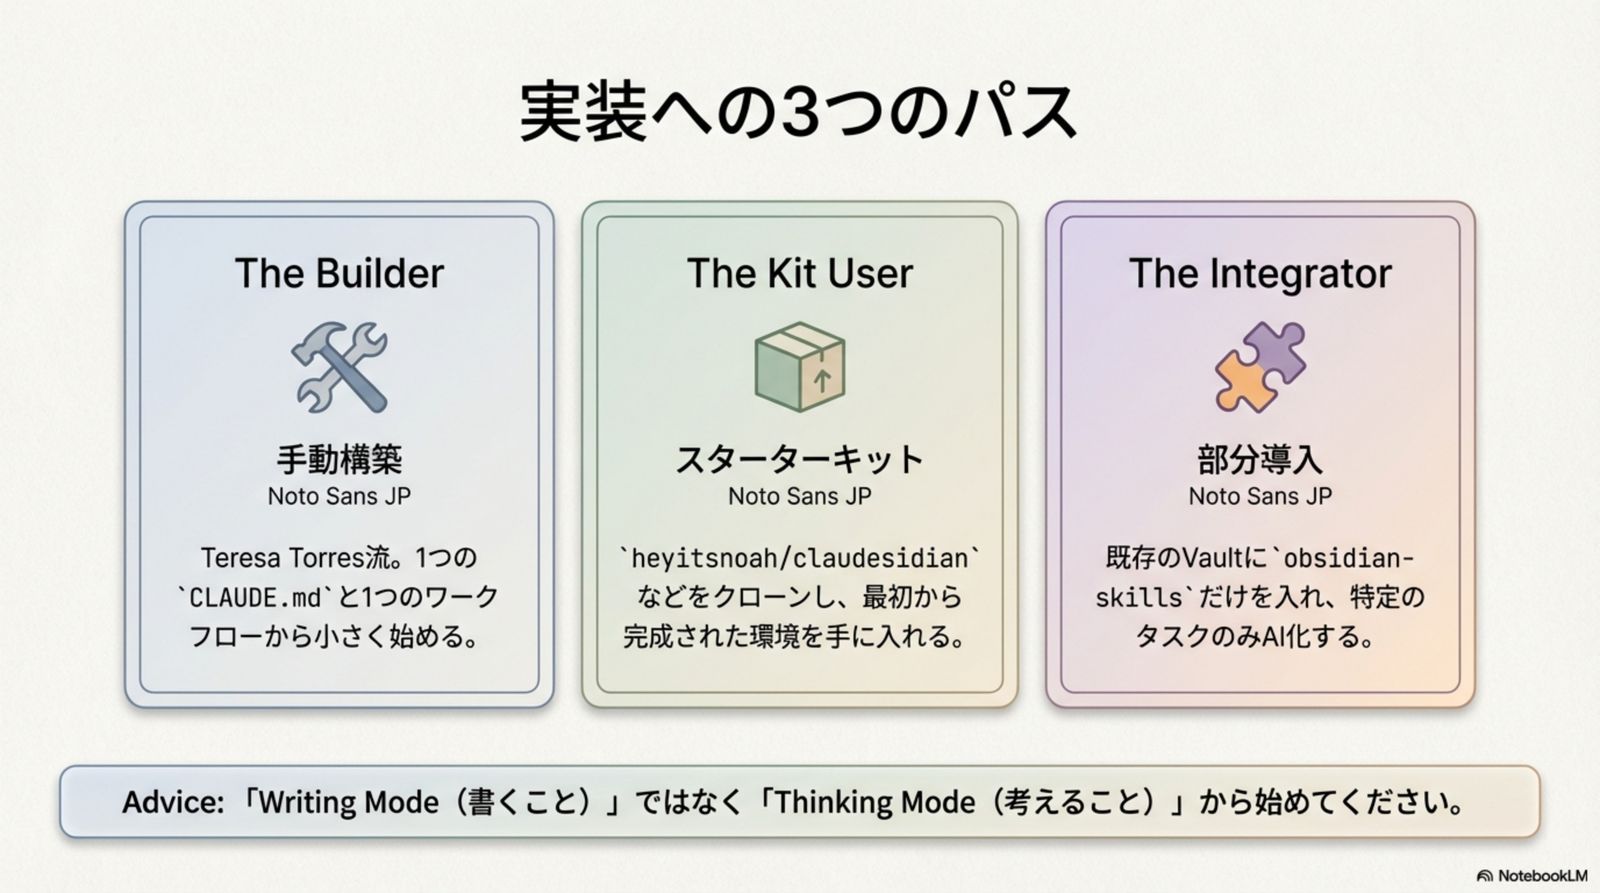 実装への3つのパス
The Builder
手動構築
Noto Sans JP
Teresa Torres流。1つの
`CLAUDE.md`と1つのワーク
フローから小さく始める。
The Kit User
スターターキット
Noto Sans JP
`heyitsnoah/claudesidian`
などをクローンし、最初から
完成された環境を手に入れる。
The Integrator
部分導入
Noto Sans JP
既存のVaultに`obsidian-
skills`だけを入れ、特定の
タスクのみAI化する。
Advice: 「Writing Mode（書くこと）」ではなく「Thinking Mode（考えること）」から始めてください。
NotebookLM